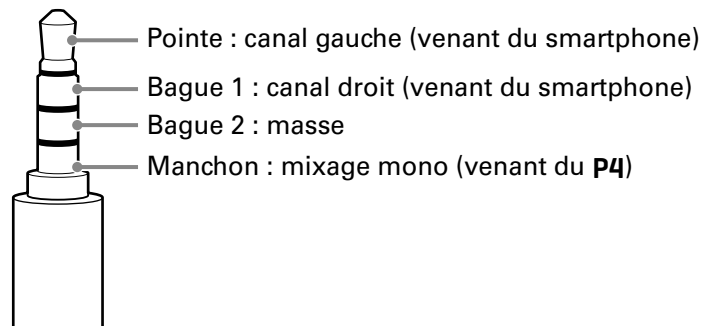 Pointe : canal gauche (venant du smartphone)
Bague 1 : canal droit (venant du smartphone)
Bague 2 : masse
Manchon : mixage mono (venant du P4)